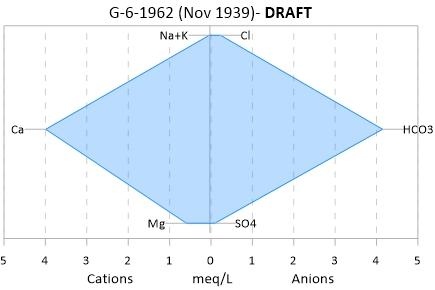 G-6-1962 (Nov 1939)- DRAFT
Na+K Cl
Ca HCO3
Mg SO4
5 4 3 2 1 0 1 2 3 4 5
Cations meq/L Anions